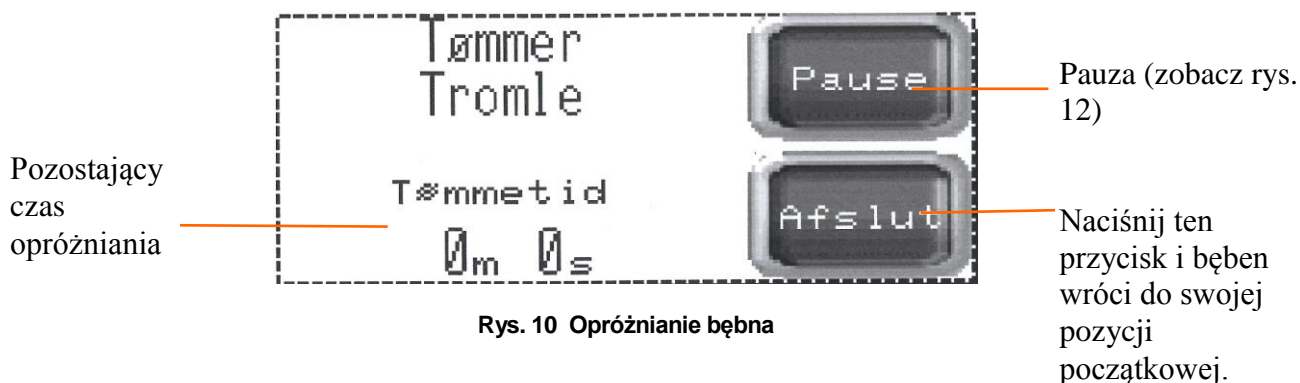 Tømmer
Tromle
Pause
Pauza (zobacz rys.
12)
Pozostający
czas
opróżniania
Tømmetid
0m 0s
Afslut
Naciśnij ten
przycisk i bęben
wróci do swojej
pozycji
początkowej.
Rys. 10 Opróżnianie bębna